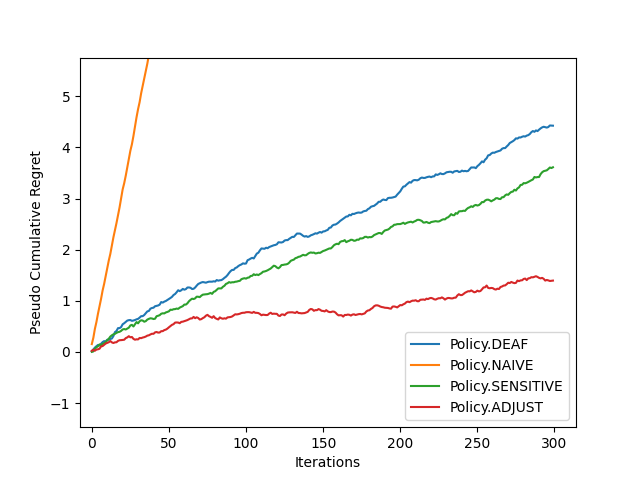 Pseudo Cumulative Regret
5
4
3
2
1
0
−1
0 50 100 150 200 250 300
Iterations
Policy.DEAF
Policy.NAIVE
Policy.SENSITIVE
Policy.ADJUST